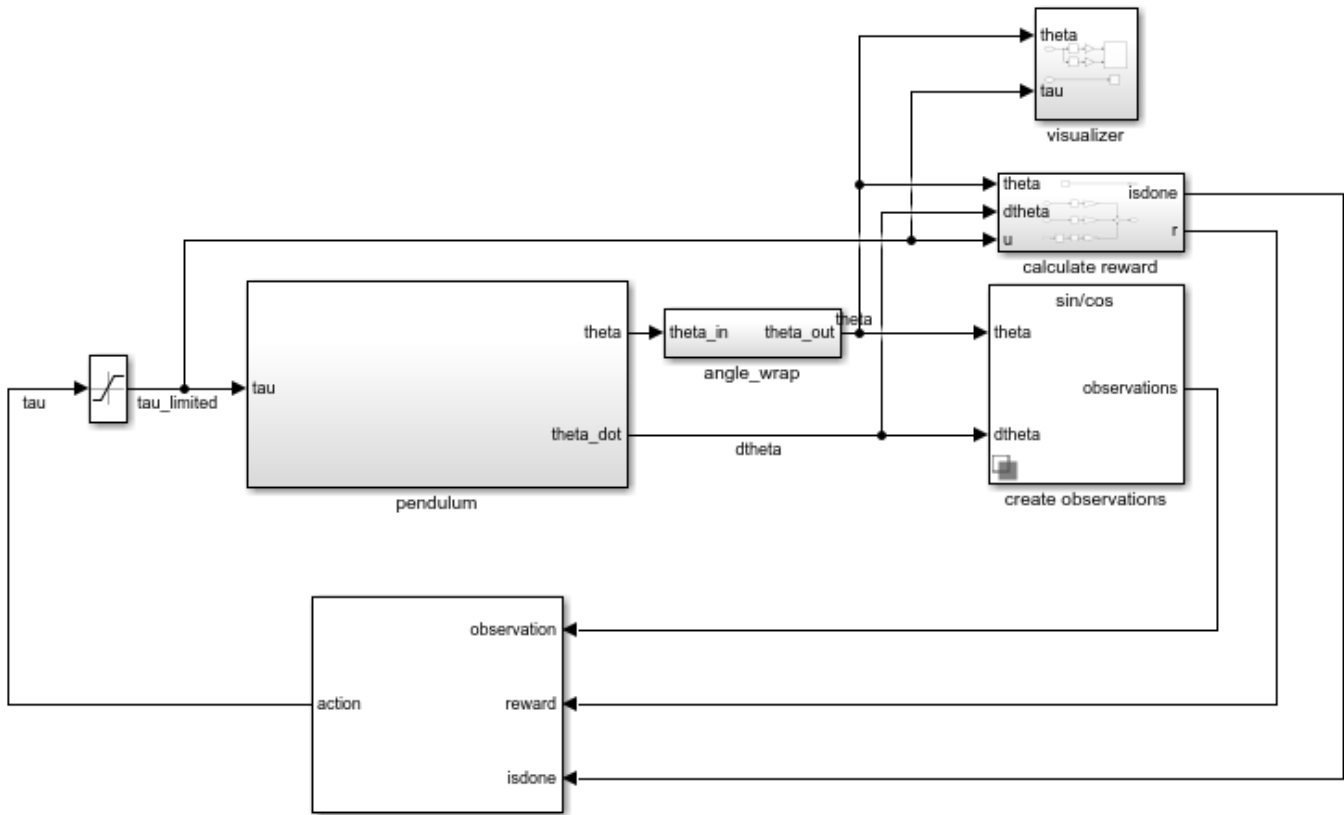 theta
tau
visualizer
theta
isdone
dtheta
u
r
calculate reward
sin/cos
theta
theta_in
theta_out
theta
theta
angle_wrap
observations
tau
tau
tau_limited
theta_dot
dtheta
dtheta
pendulum
create observations
observation
action
reward
isdone